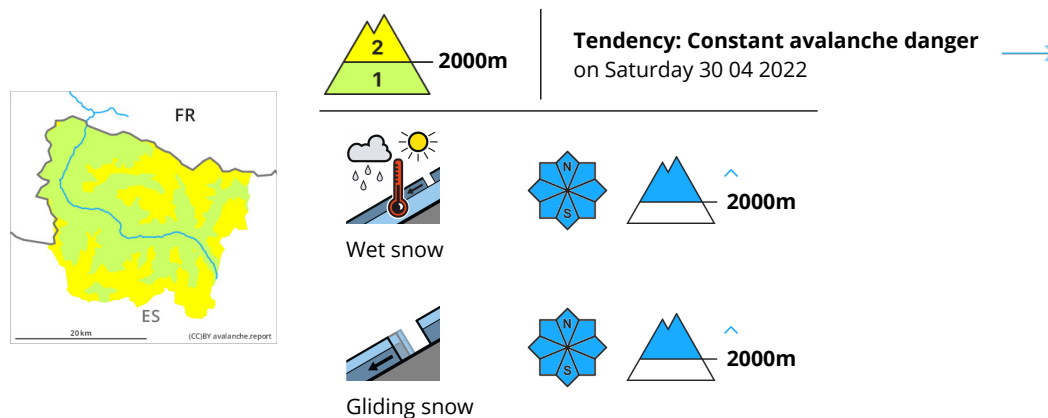 2
1
2000m
Tendency: Constant avalanche danger
on Saturday 30 04 2022
FR
ES
20 km
(CC)BY avalanche.report
N
S
2000m
Wet snow
N
S
2000m
Gliding snow